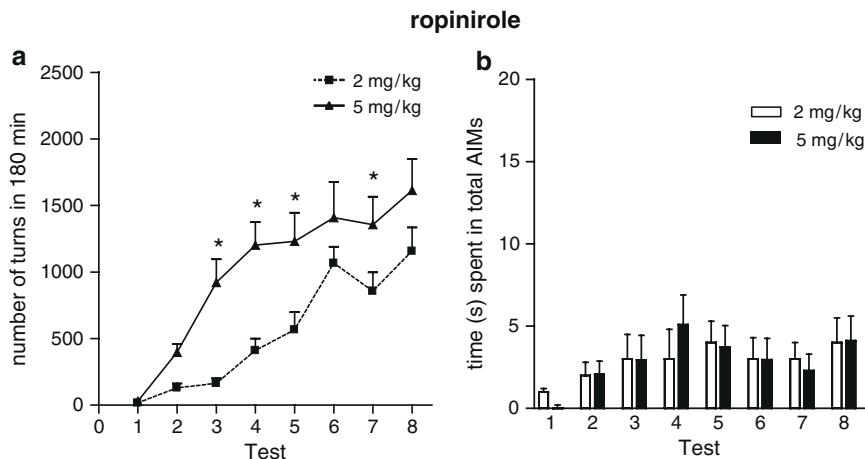 ropinirole
a
2500
2000
1500
1000
500
0
number of turns in 180 min
2 mg/kg
5 mg/kg
*
*
*
*
0 1 2 3 4 5 6 7 8
Test
b
20
15
10
5
0
time (s) spent in total AIMs
2 mg/kg
5 mg/kg
1 2 3 4 5 6 7 8
Test